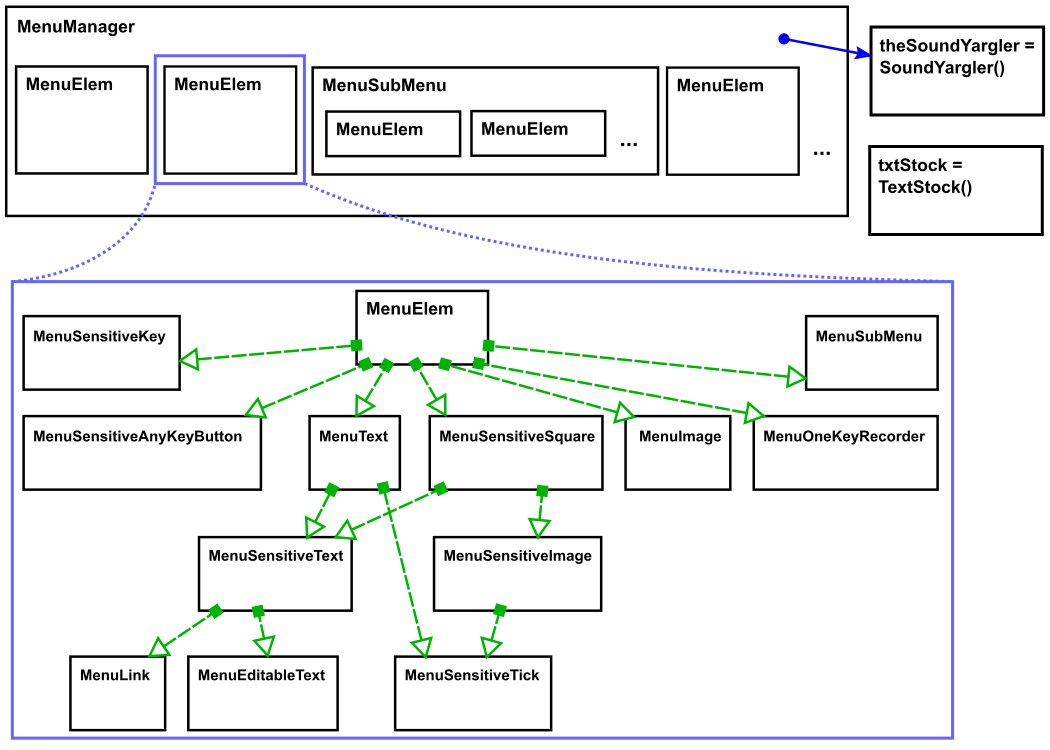 MenuManager
theSoundYargler =
SoundYargler()
MenuElem
MenuElem
MenuSubMenu
MenuElem
MenuElem
MenuElem
...
...
txtStock =
TextStock()
MenuElem
MenuSensitiveKey
MenuSubMenu
MenuSensitiveAnyKeyButton
MenuText
MenuSensitiveSquare
MenuImage
MenuOneKeyRecorder
MenuSensitiveText
MenuSensitiveImage
MenuLink
MenuEditableText
MenuSensitiveTick